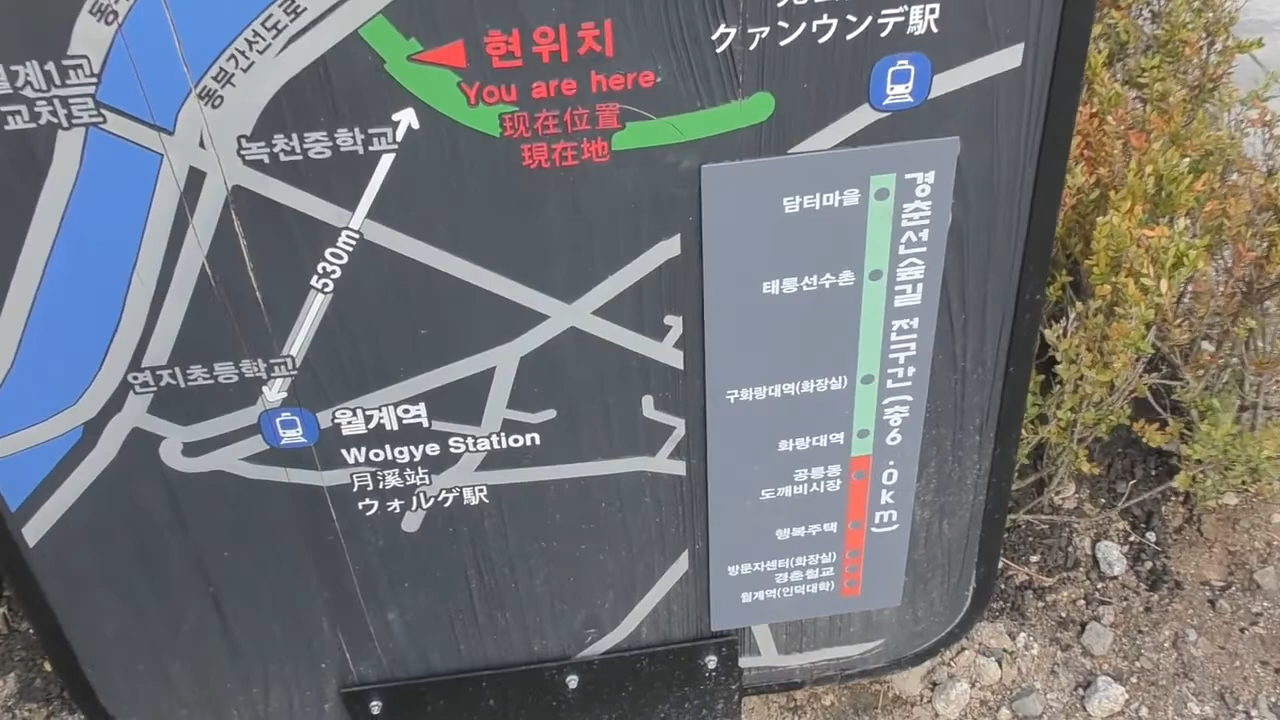 동부간선도로
월계1교
교차로
녹천중학교
현위치
You are here
现在位置
現在地
クァンウンデ駅
530m
연지초등학교
월계역
Wolgye Station
月溪站
ウォルゲ駅
경춘선숲길 전구간(총6.0km)
담터마을
태릉선수촌
구화랑대역(화장실)
화랑대역
공릉동
도깨비시장
행복주택
방문자센터(화장실)
경춘철교
월계역(인덕대학)